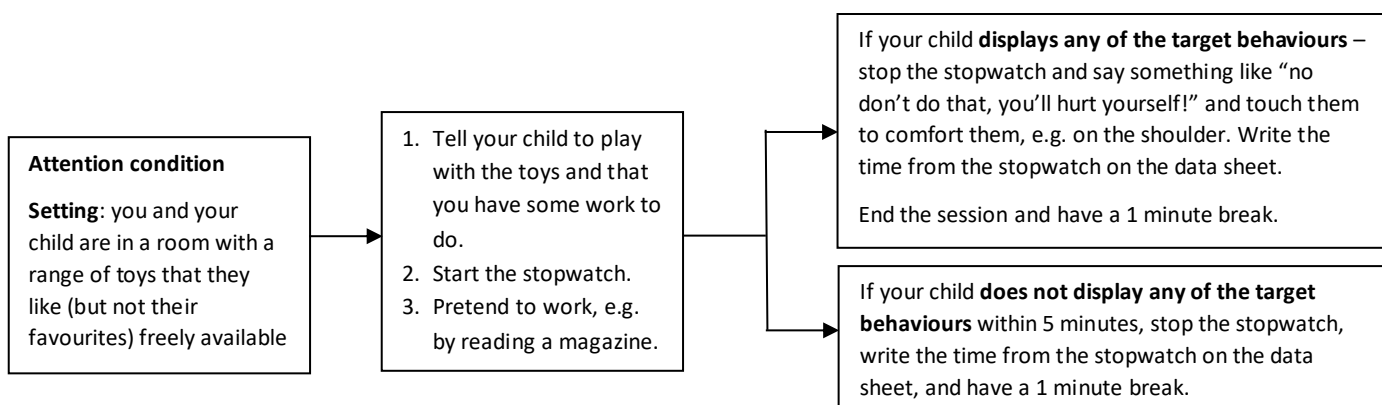 Attention condition
Setting: you and your
child are in a room with a
range of toys that they
like (but not their
favourites) freely available
1. Tell your child to play
with the toys and that
you have some work to
do.
2. Start the stopwatch.
3. Pretend to work, e.g.
by reading a magazine.
If your child displays any of the target behaviours –
stop the stopwatch and say something like “no
don’t do that, you’ll hurt yourself!” and touch them
to comfort them, e.g. on the shoulder. Write the
time from the stopwatch on the data sheet.
End the session and have a 1 minute break.
If your child does not display any of the target
behaviours within 5 minutes, stop the stopwatch,
write the time from the stopwatch on the data
sheet, and have a 1 minute break.